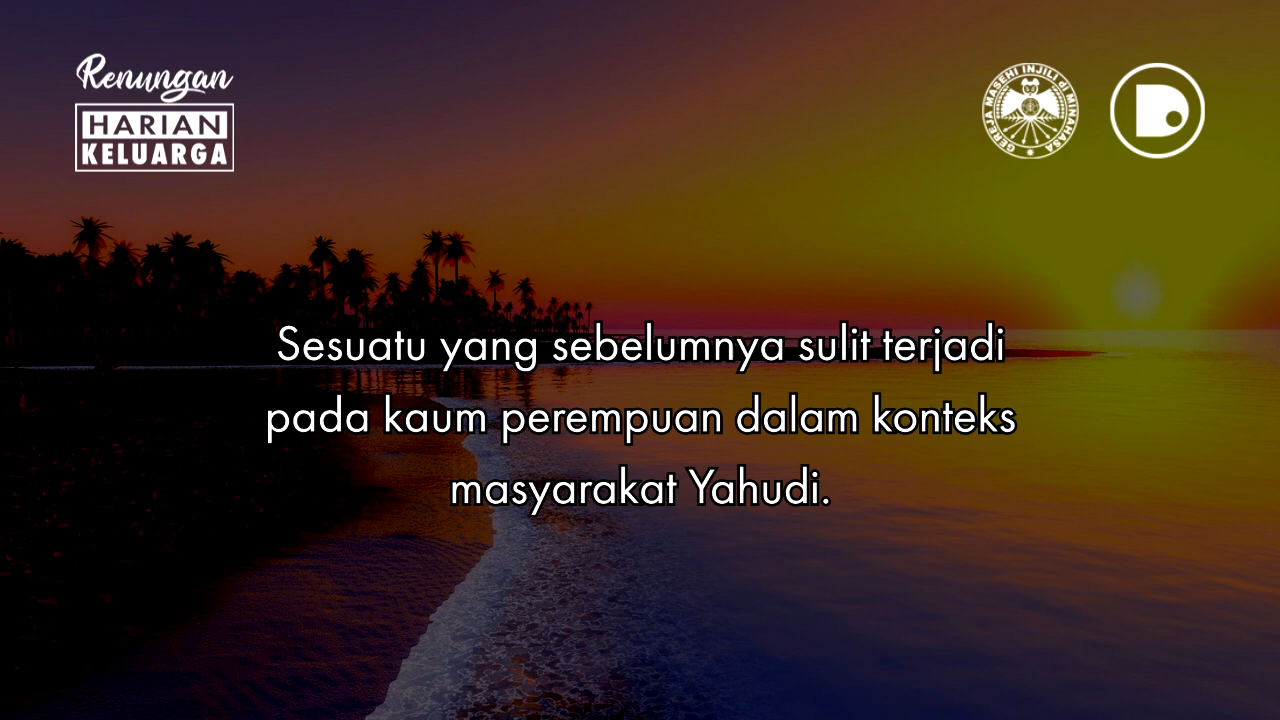 Renungan
HARIAN
KELUARGA
GEREJA MASEHI INJILI di MINAHASA
Sesuatu yang sebelumnya sulit terjadi
pada kaum perempuan dalam konteks
masyarakat Yahudi.